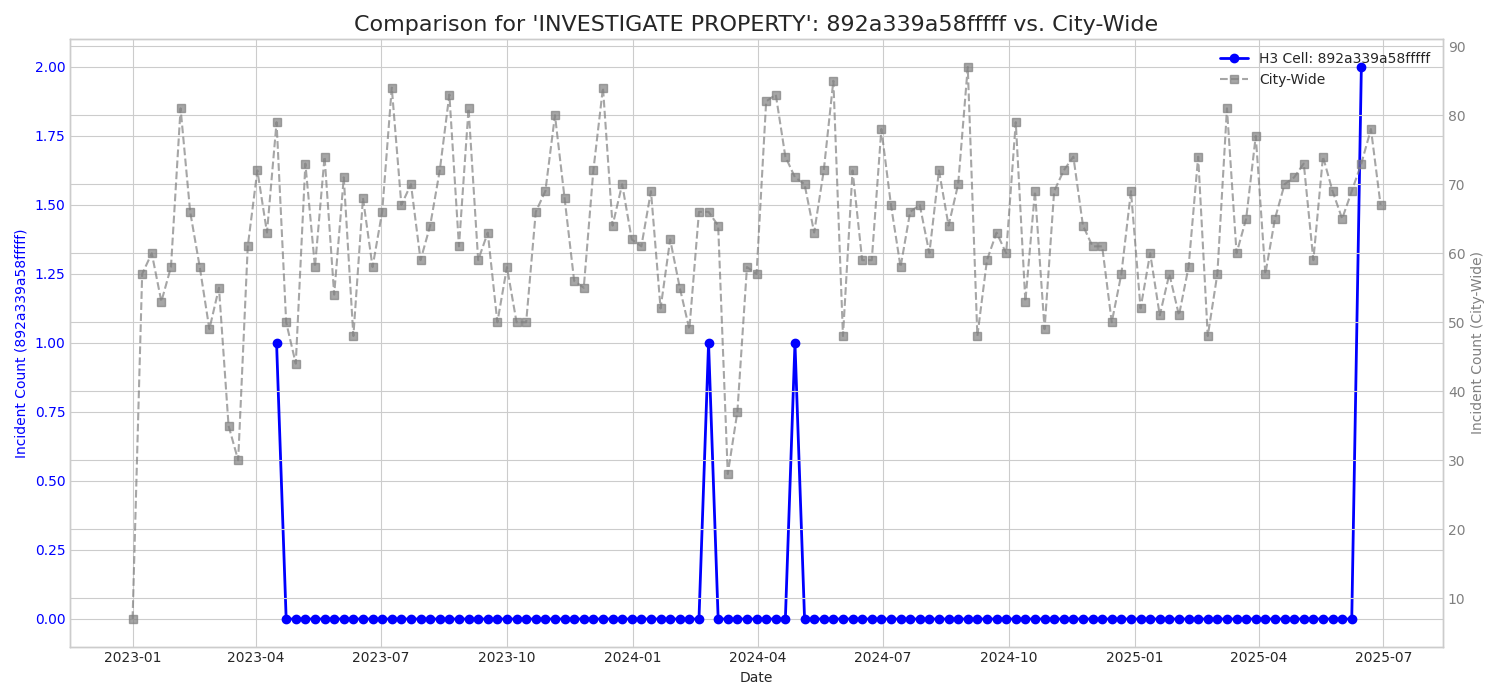 Comparison for 'INVESTIGATE PROPERTY': 892a339a58fffff vs. City-Wide
H3 Cell: 892a339a58fffff
City-Wide
Incident Count (892a339a58fffff)
2.00
1.75
1.50
1.25
1.00
0.75
0.50
0.25
0.00
90
80
70
60
50
40
30
20
10
Incident Count (City-Wide)
2023-01 2023-04 2023-07 2023-10 2024-01 2024-04 2024-07 2024-10 2025-01 2025-04 2025-07
Date